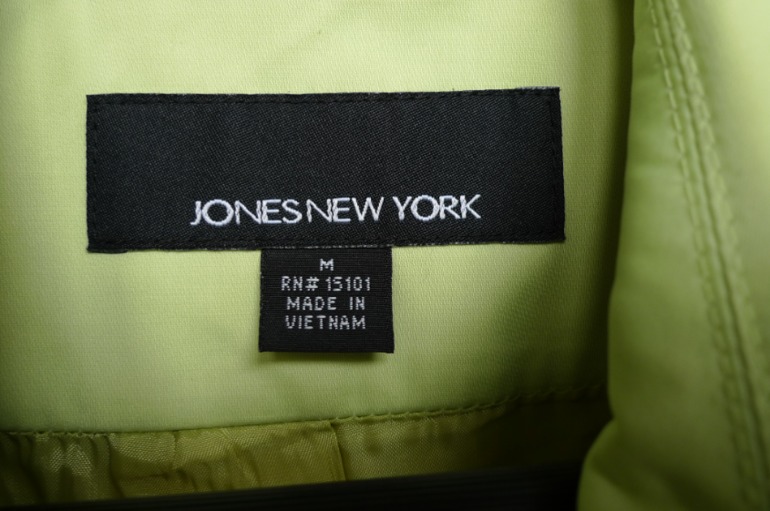 JONES NEW YORK
M
RN# 15101
MADE IN
VIETNAM